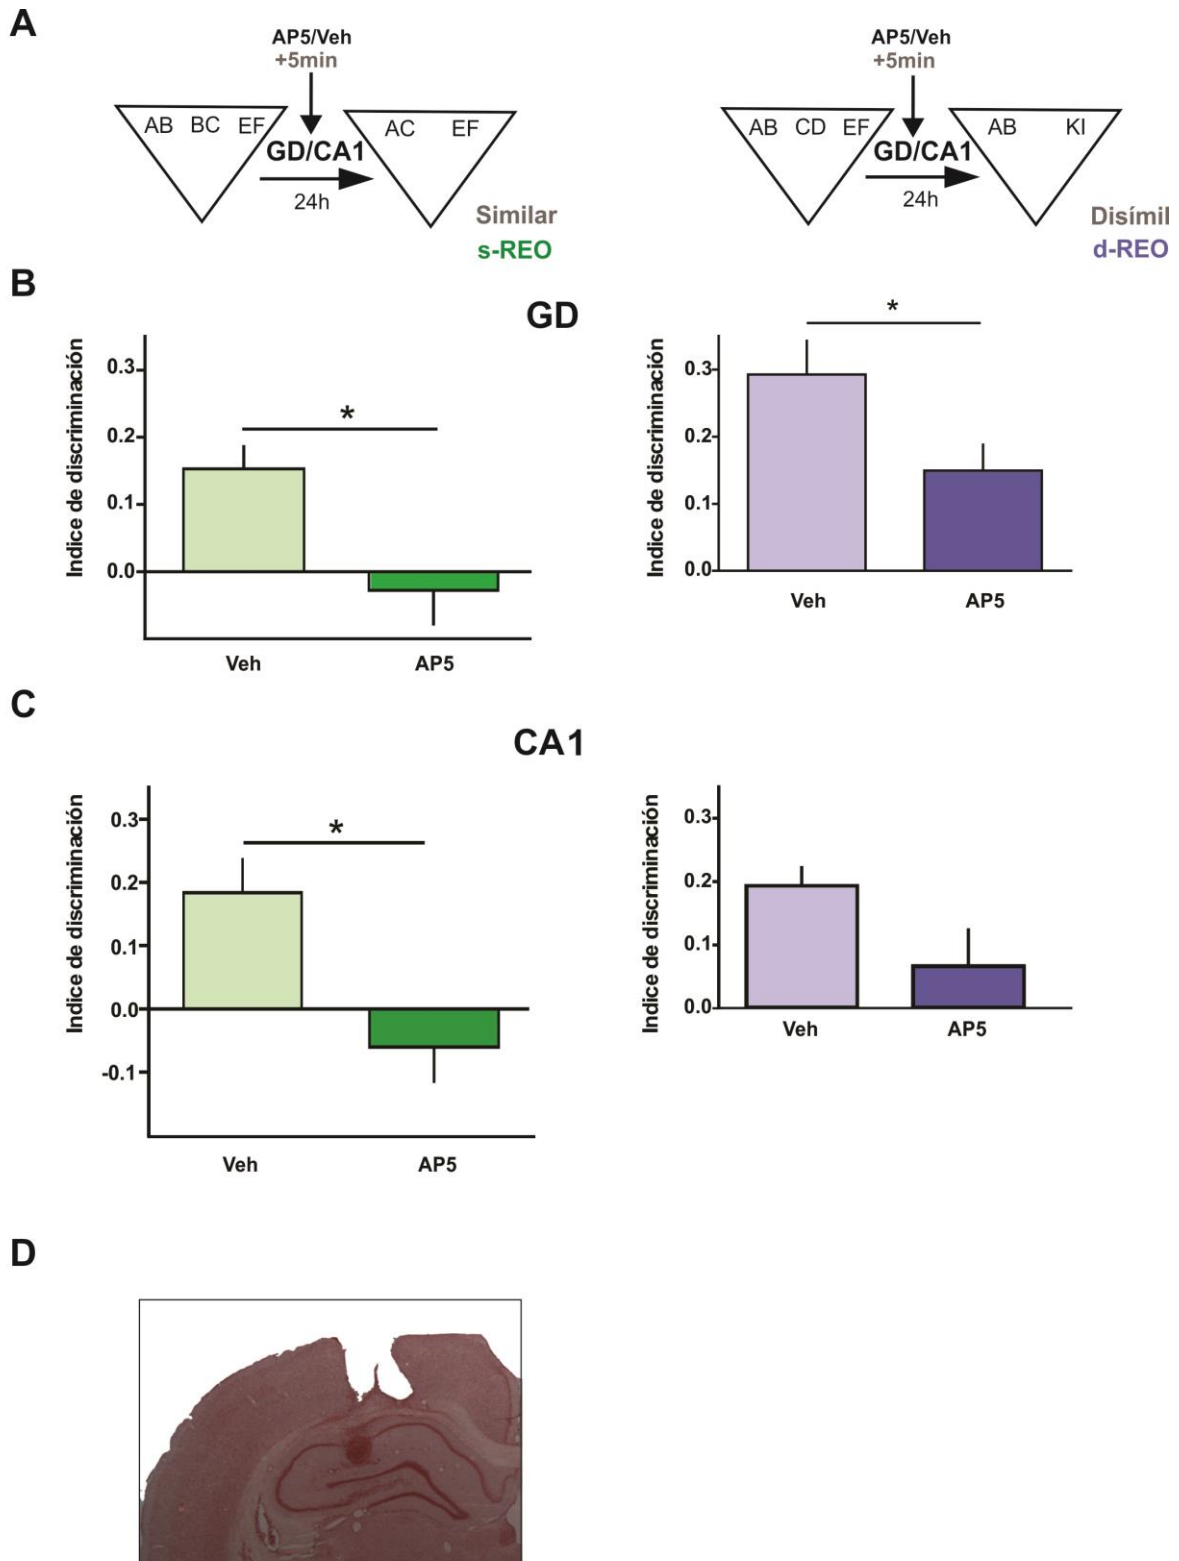 A
AP5/Veh
+5min
AB BC EF
GD/CA1
24h
AC EF
Similar
s-REO
AP5/Veh
+5min
AB CD EF
GD/CA1
24h
AB KI
Disímil
d-REO
B
GD
Indice de discriminación
0.3
0.2
0.1
0.0
*
Veh AP5
Indice de discriminación
0.3
0.2
0.1
0.0
*
Veh AP5
C
CA1
Indice de discriminación
0.3
0.2
0.1
0.0
-0.1
*
Veh AP5
Indice de discriminación
0.3
0.2
0.1
0.0
Veh AP5
D